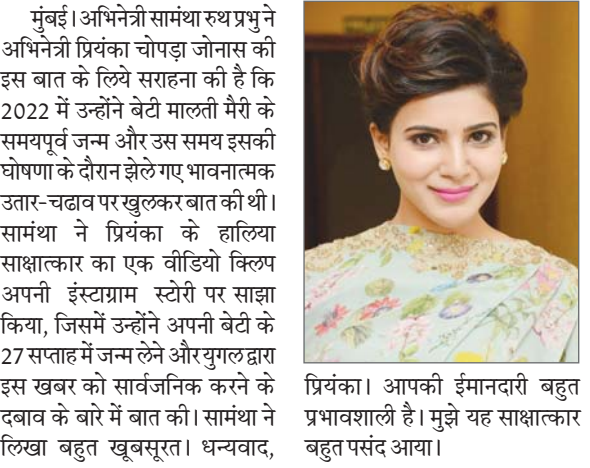 मुंबई। अभिनेत्री सामंथा रुथ प्रभु ने
अभिनेत्री प्रियंका चोपड़ा जोनास की
इस बात के लिये सराहना की है कि
2022 में उन्होंने बेटी मालती मैरी के
समयपूर्व जन्म और उस समय इसकी
घोषणा के दौरान झेले गए भावनात्मक
उतार-चढाव पर खुलकर बात की थी।
सामंथा ने प्रियंका के हालिया
साक्षात्कार का एक वीडियो क्लिप
अपनी इंस्टाग्राम स्टोरी पर साझा
किया, जिसमें उन्होंने अपनी बेटी के
27 सप्ताह में जन्म लेने और युगल द्वारा
इस खबर को सार्वजनिक करने के
दबाव के बारे में बात की। सामंथा ने
लिखा बहुत खूबसूरत। धन्यवाद,
प्रियंका। आपकी ईमानदारी बहुत
प्रभावशाली है। मुझे यह साक्षात्कार
बहुत पसंद आया।